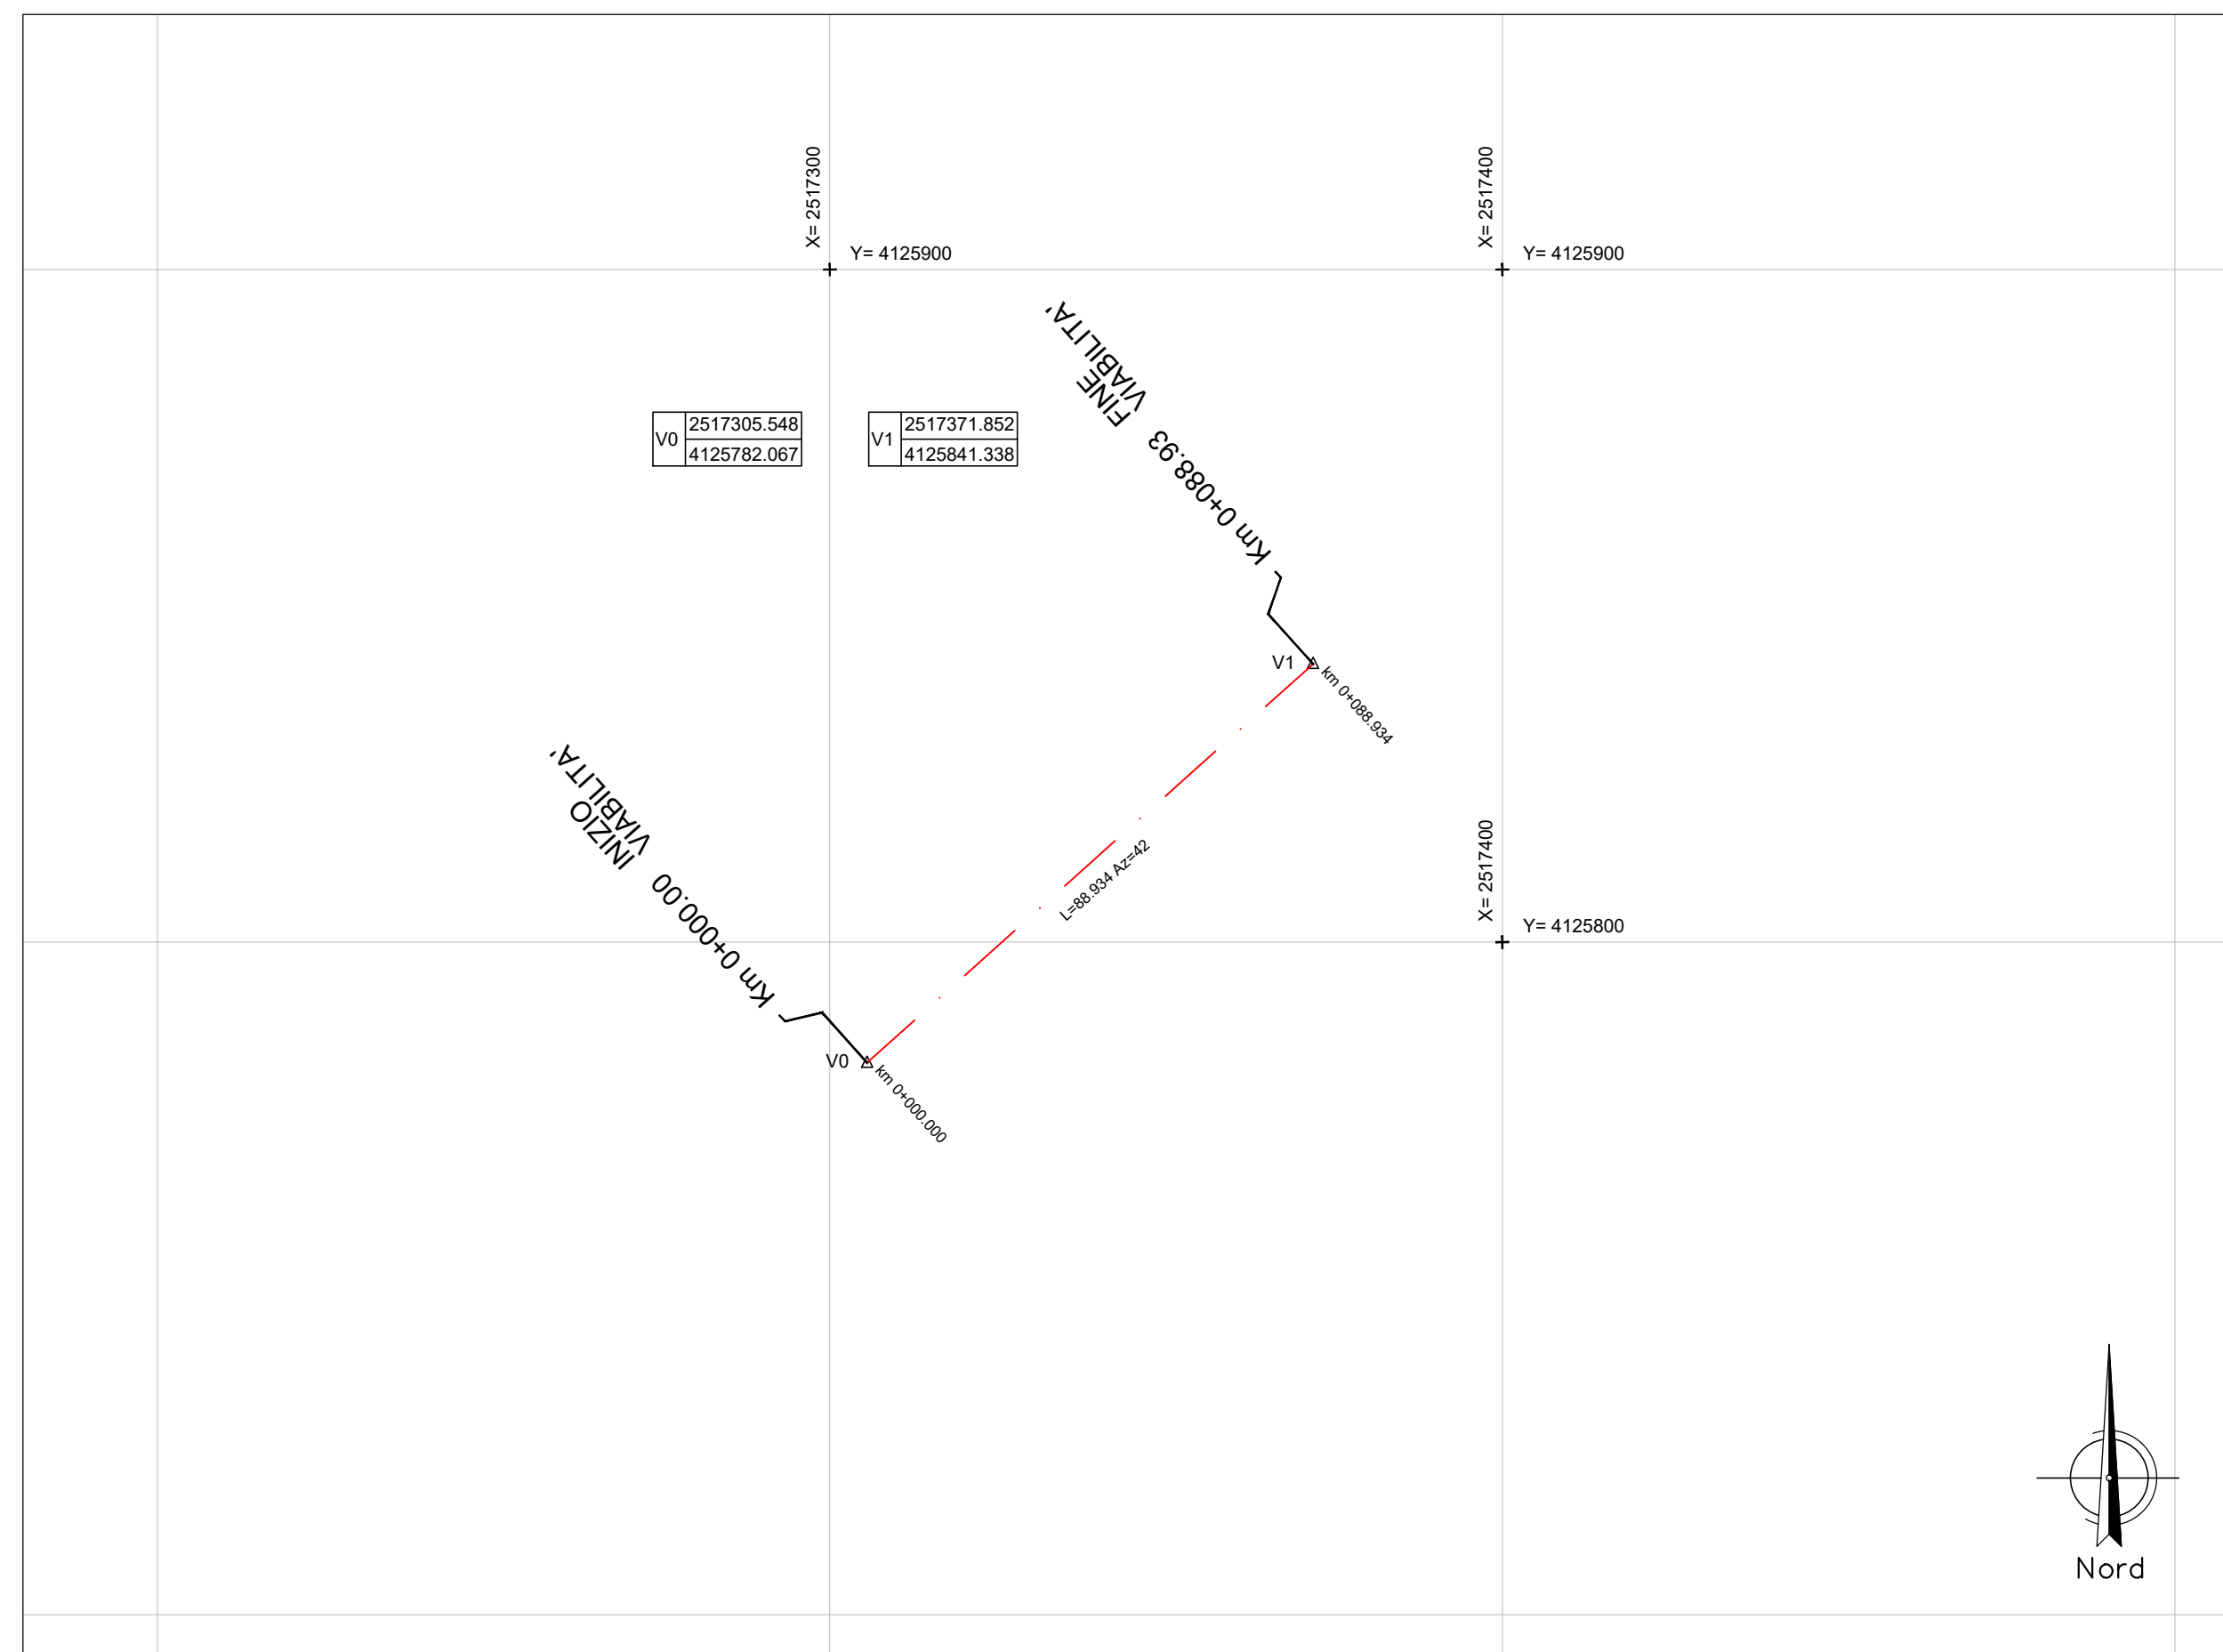 X= 2517300
Y= 4125900
X= 2517400
Y= 4125900
FINE
VIABILITA'
Km 0+088.93
V0
2517305.548
4125782.067
V1
2517371.852
4125841.338
V1
km 0+088.934
INIZIO
VIABILITA'
Km 0+000.00
L=88.934 Az=42
X= 2517400
Y= 4125800
V0
km 0+000.000
Nord